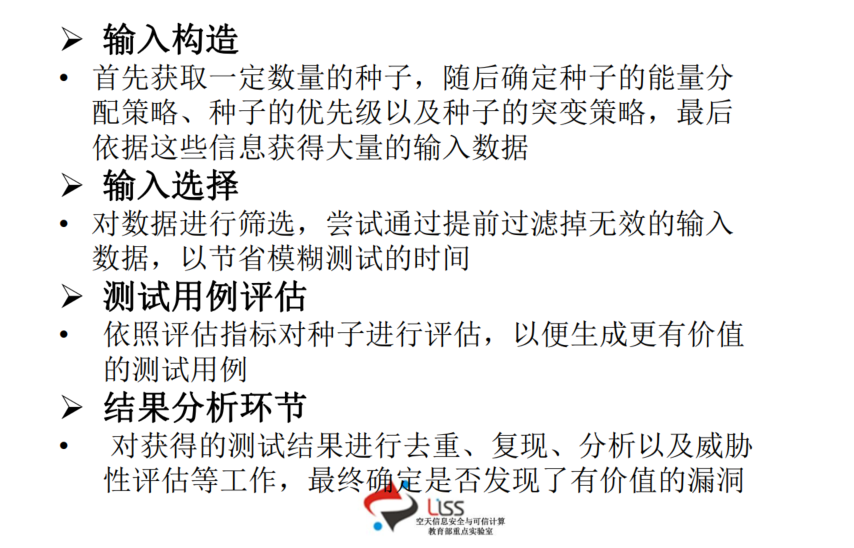 ➢ 输入构造
• 首先获取一定数量的种子，随后确定种子的能量分
配策略、种子的优先级以及种子的突变策略，最后
依据这些信息获得大量的输入数据
➢ 输入选择
• 对数据进行筛选，尝试通过提前过滤掉无效的输入
数据，以节省模糊测试的时间
➢ 测试用例评估
• 依照评估指标对种子进行评估，以便生成更有价值
的测试用例
➢ 结果分析环节
• 对获得的测试结果进行去重、复现、分析以及威胁
性评估等工作，最终确定是否发现了有价值的漏洞
LISS
空天信息安全与可信计算
教育部重点实验室